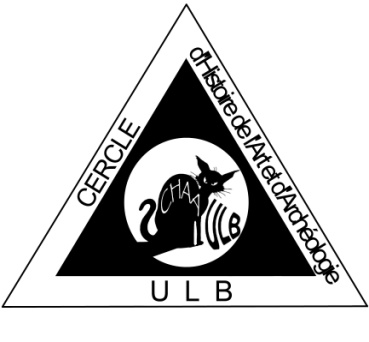 CERCLE
d'Histoire de l'Art et d'Archéologie
CHAA
ULB
U L B